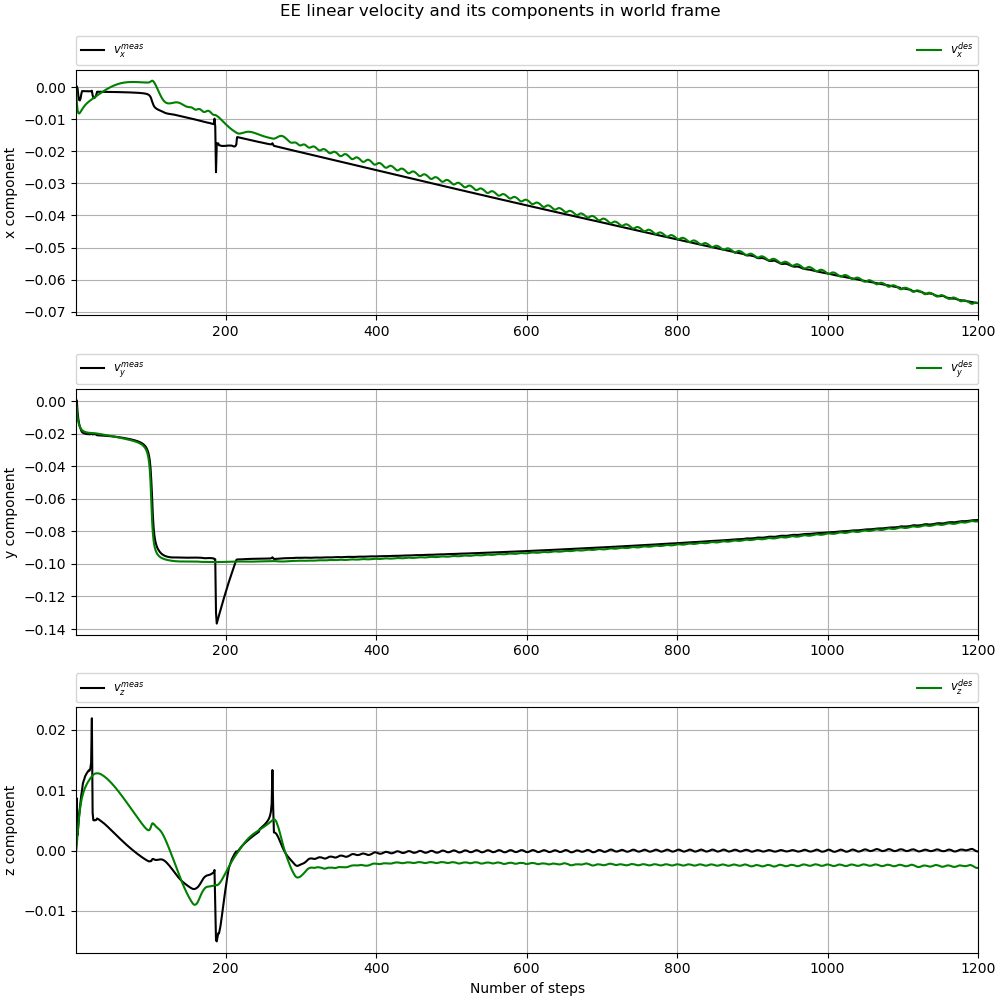 EE linear velocity and its components in world frame
v_x^{meas} v_x^{des}
0.00
−0.01
−0.02
−0.03
−0.04
−0.05
−0.06
−0.07
x component
200 400 600 800 1000 1200
v_y^{meas} v_y^{des}
0.00
−0.02
−0.04
−0.06
−0.08
−0.10
−0.12
−0.14
y component
200 400 600 800 1000 1200
v_z^{meas} v_z^{des}
0.02
0.01
0.00
−0.01
z component
200 400 600 800 1000 1200
Number of steps